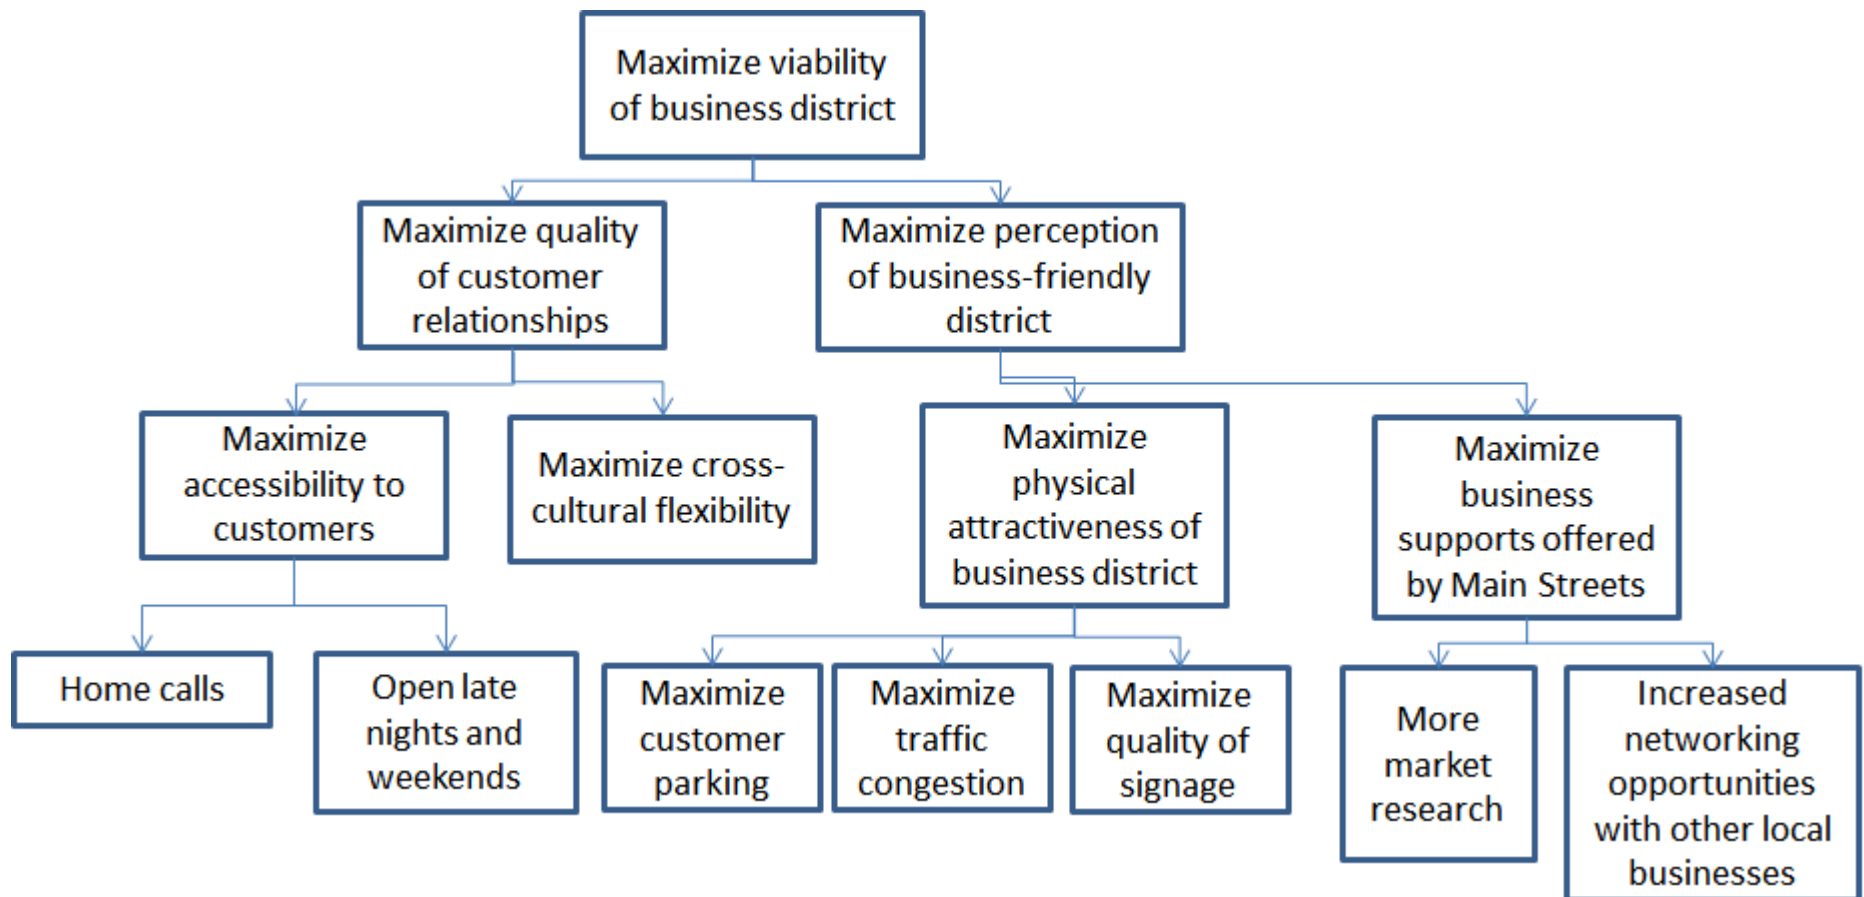 Maximize viability
of business district
Maximize quality
of customer
relationships
Maximize perception
of business-friendly
district
Maximize
accessibility to
customers
Maximize cross-
cultural flexibility
Maximize
physical
attractiveness of
business district
Maximize
business
supports offered
by Main Streets
Home calls
Open late
nights and
weekends
Maximize
customer
parking
Maximize
traffic
congestion
Maximize
quality of
signage
More
market
research
Increased
networking
opportunities
with other local
businesses